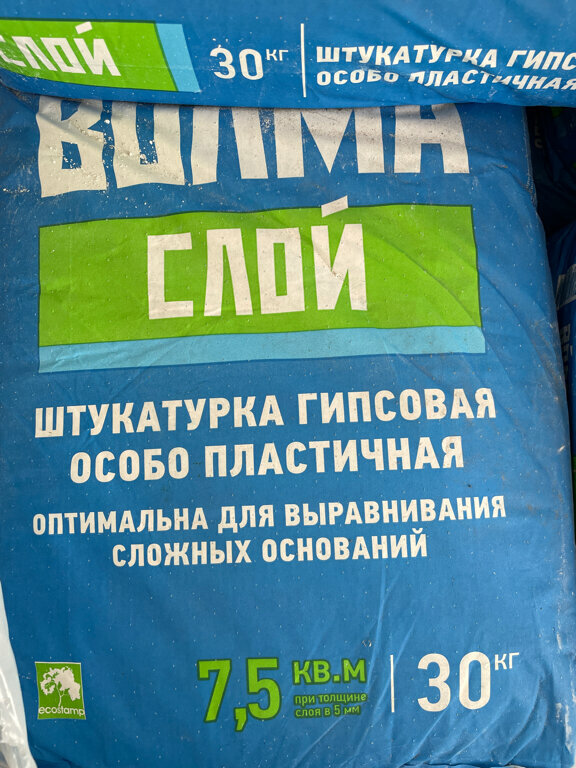 СЛОЙ
30 КГ
ШТУКАТУРКА ГИПС
ОСОБО ПЛАСТИЧНАЯ
ВОЛМА
СЛОЙ
ШТУКАТУРКА ГИПСОВАЯ
ОСОБО ПЛАСТИЧНАЯ
ОПТИМАЛЬНА ДЛЯ ВЫРАВНИВАНИЯ
СЛОЖНЫХ ОСНОВАНИЙ
ecostamp
7,5 КВ.М
при толщине
слоя в 5 мм
30 КГ